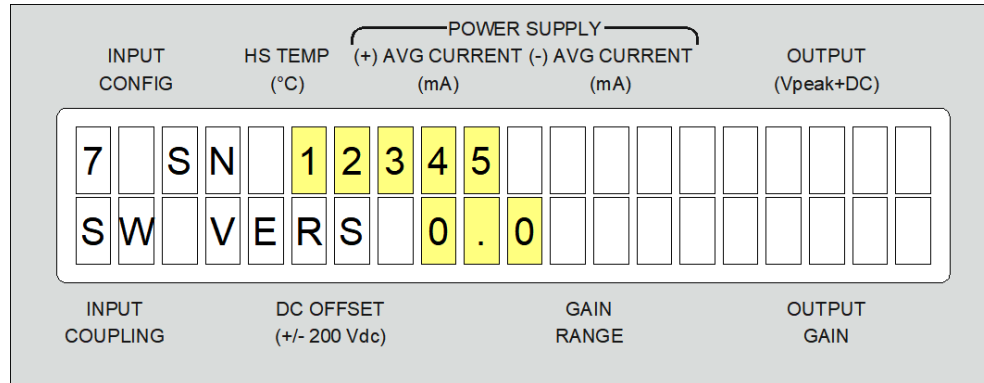 POWER SUPPLY
INPUT HS TEMP (+) AVG CURRENT (-) AVG CURRENT OUTPUT
CONFIG (°C) (mA) (mA) (Vpeak+DC)
7 SN 12345
SW VERS 0.0
INPUT DC OFFSET GAIN OUTPUT
COUPLING (+/- 200 Vdc) RANGE GAIN